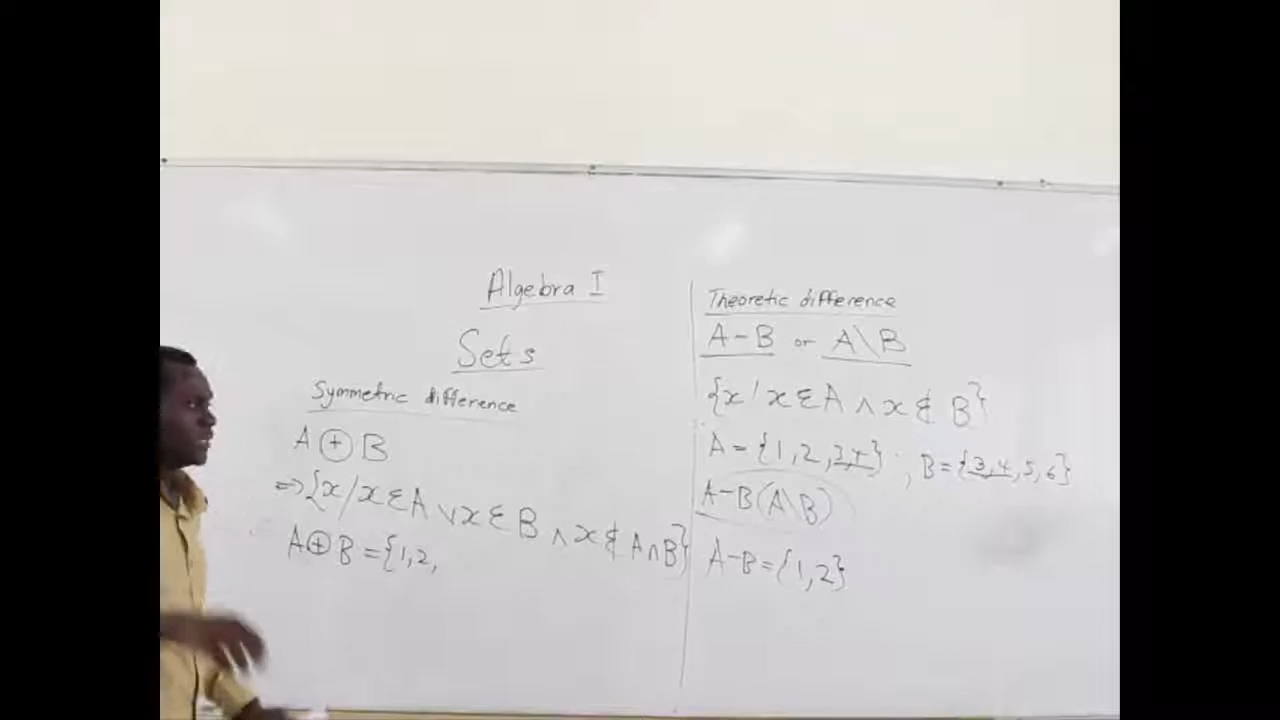 Algebra I
Sets
Symmetric difference
A ⊕ B
=> {x / x ∈ A ∨ x ∈ B ∧ x ∉ A ∩ B}
A ⊕ B = {1, 2,
Theoretic difference
A - B or A \ B
{x / x ∈ A ∧ x ∉ B}
A = {1, 2, 3, 4} ; B = {3, 4, 5, 6}
A - B (A \ B)
A - B = {1, 2}